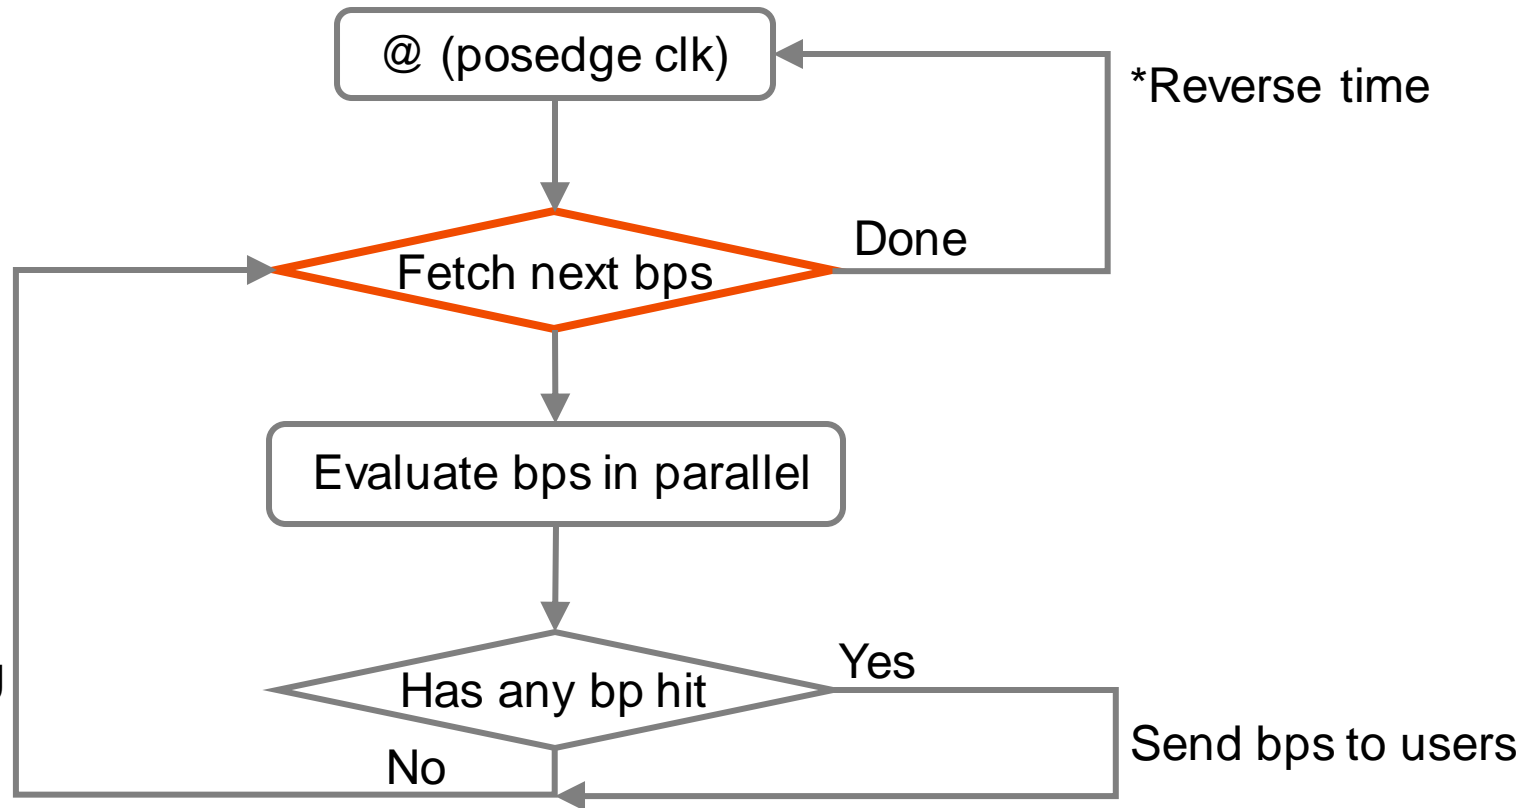 @ (posedge clk)
*Reverse time
Done
Fetch next bps
Evaluate bps in parallel
Yes
Has any bp hit
Send bps to users
No